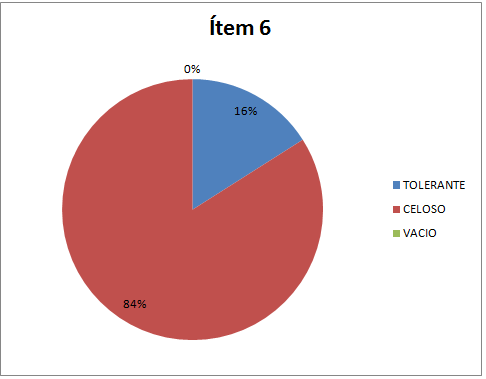 Ítem 6
0%
16%
84%
TOLERANTE
CELOSO
VACIO